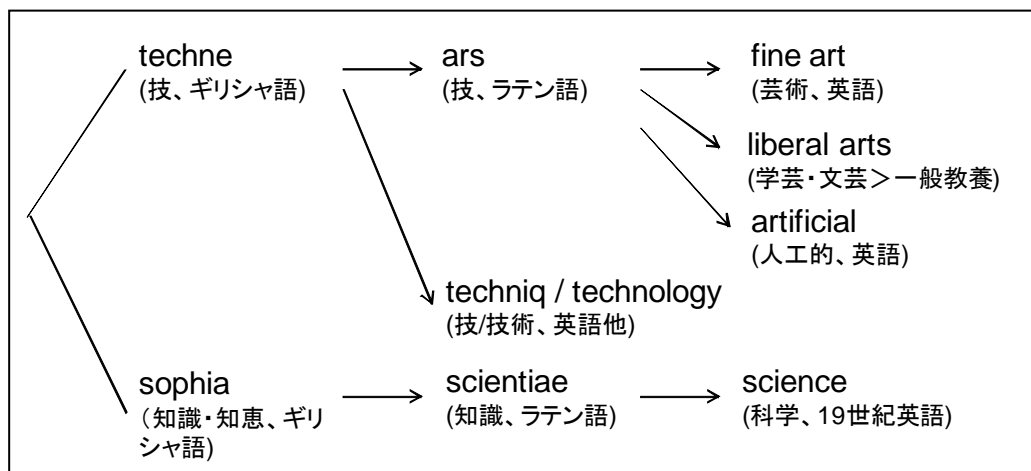 techne
(技、ギリシャ語)
ars
(技、ラテン語)
fine art
(芸術、英語)
liberal arts
(学芸・文芸＞一般教養)
artificial
(人工的、英語)
techniq / technology
(技/技術、英語他)
sophia
（知識・知恵、ギリ
シャ語)
scientiae
(知識、ラテン語)
science
(科学、19世紀英語)